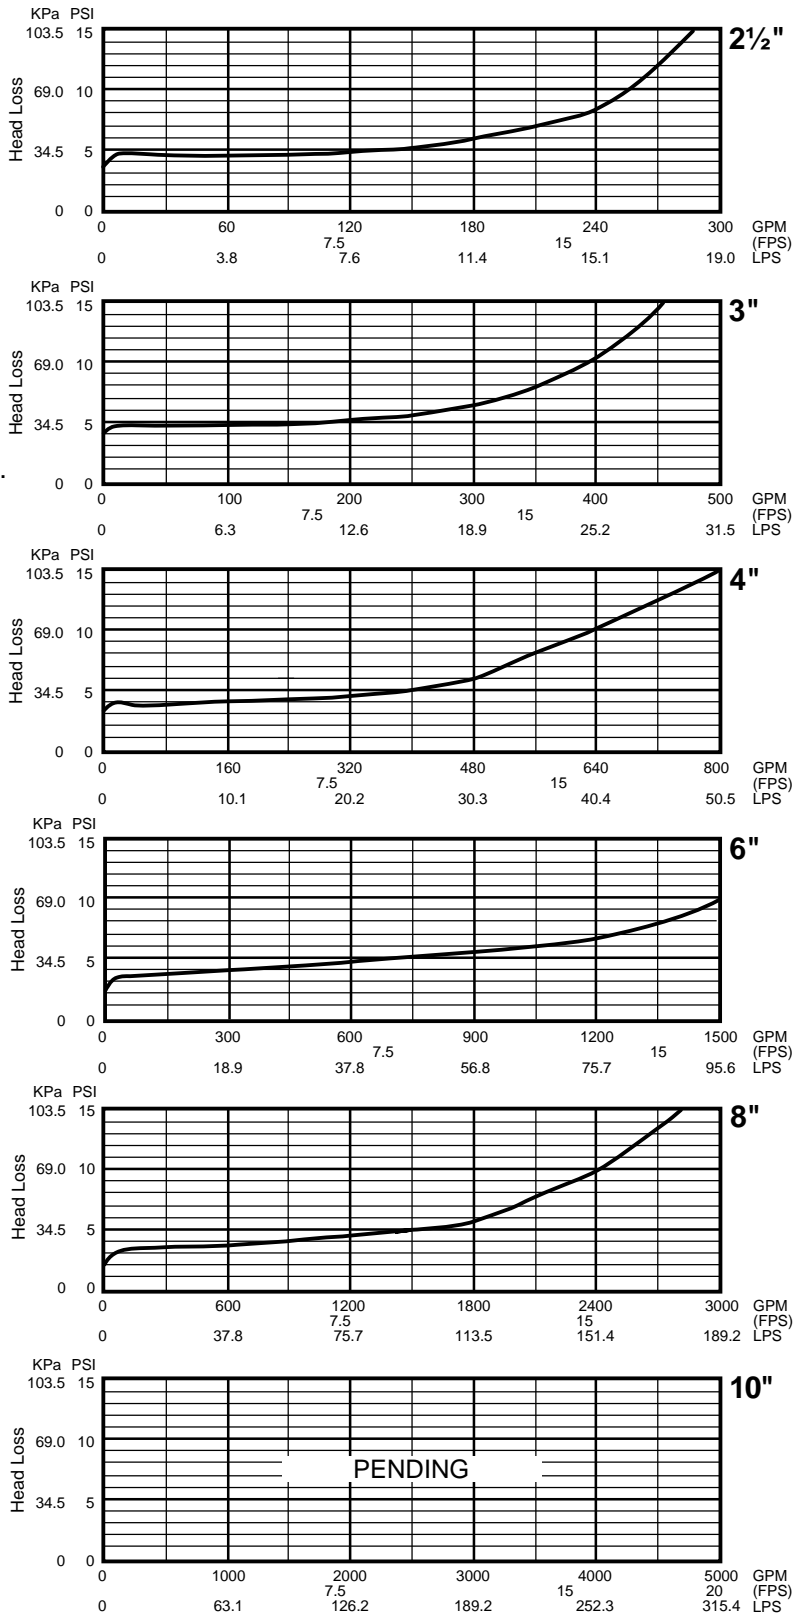 KPa PSI
103.5 15 2½"
69.0 10
Head Loss
34.5 5
0 0
0 60 120 180 240 300 GPM
7.5 15 (FPS)
0 3.8 7.6 11.4 15.1 19.0 LPS
KPa PSI
103.5 15 3"
69.0 10
Head Loss
34.5 5
.
0 0
0 100 200 300 400 500 GPM
7.5 15 (FPS)
0 6.3 12.6 18.9 25.2 31.5 LPS
KPa PSI
103.5 15 4"
69.0 10
Head Loss
34.5 5
0 0
0 160 320 480 640 800 GPM
7.5 15 (FPS)
0 10.1 20.2 30.3 40.4 50.5 LPS
KPa PSI
103.5 15 6"
69.0 10
Head Loss
34.5 5
0 0
0 300 600 900 1200 1500 GPM
7.5 15 (FPS)
0 18.9 37.8 56.8 75.7 95.6 LPS
KPa PSI
103.5 15 8"
69.0 10
Head Loss
34.5 5
0 0
0 600 1200 1800 2400 3000 GPM
7.5 15 (FPS)
0 37.8 75.7 113.5 151.4 189.2 LPS
KPa PSI
103.5 15 10"
69.0 10
PENDING
Head Loss
34.5 5
0 0
0 1000 2000 3000 4000 5000 GPM
7.5 15 20 (FPS)
0 63.1 126.2 189.2 252.3 315.4 LPS